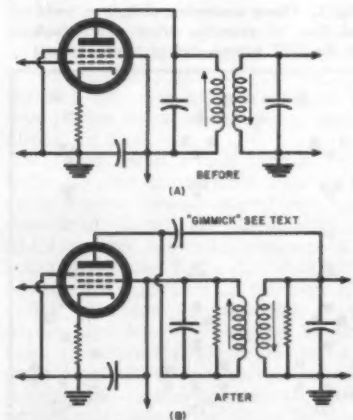 BEFORE
(A)
"GIMMICK" SEE TEXT
AFTER
(B)